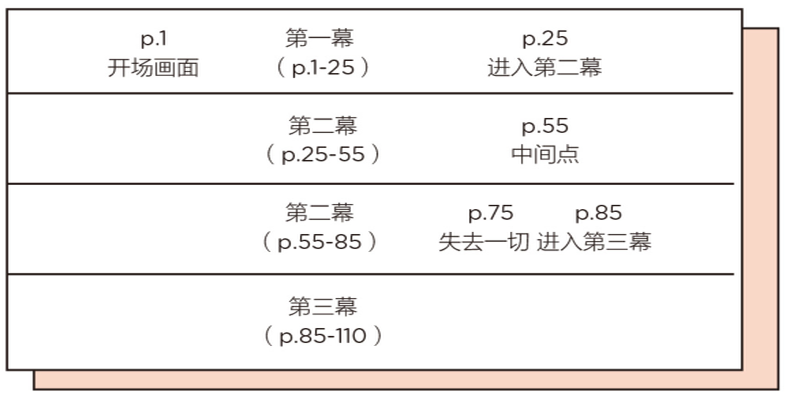 p.1 第一幕 p.25
开场画面 （p.1-25） 进入第二幕
第二幕 p.55
（p.25-55） 中间点
第二幕 p.75 p.85
（p.55-85） 失去一切 进入第三幕
第三幕
（p.85-110）